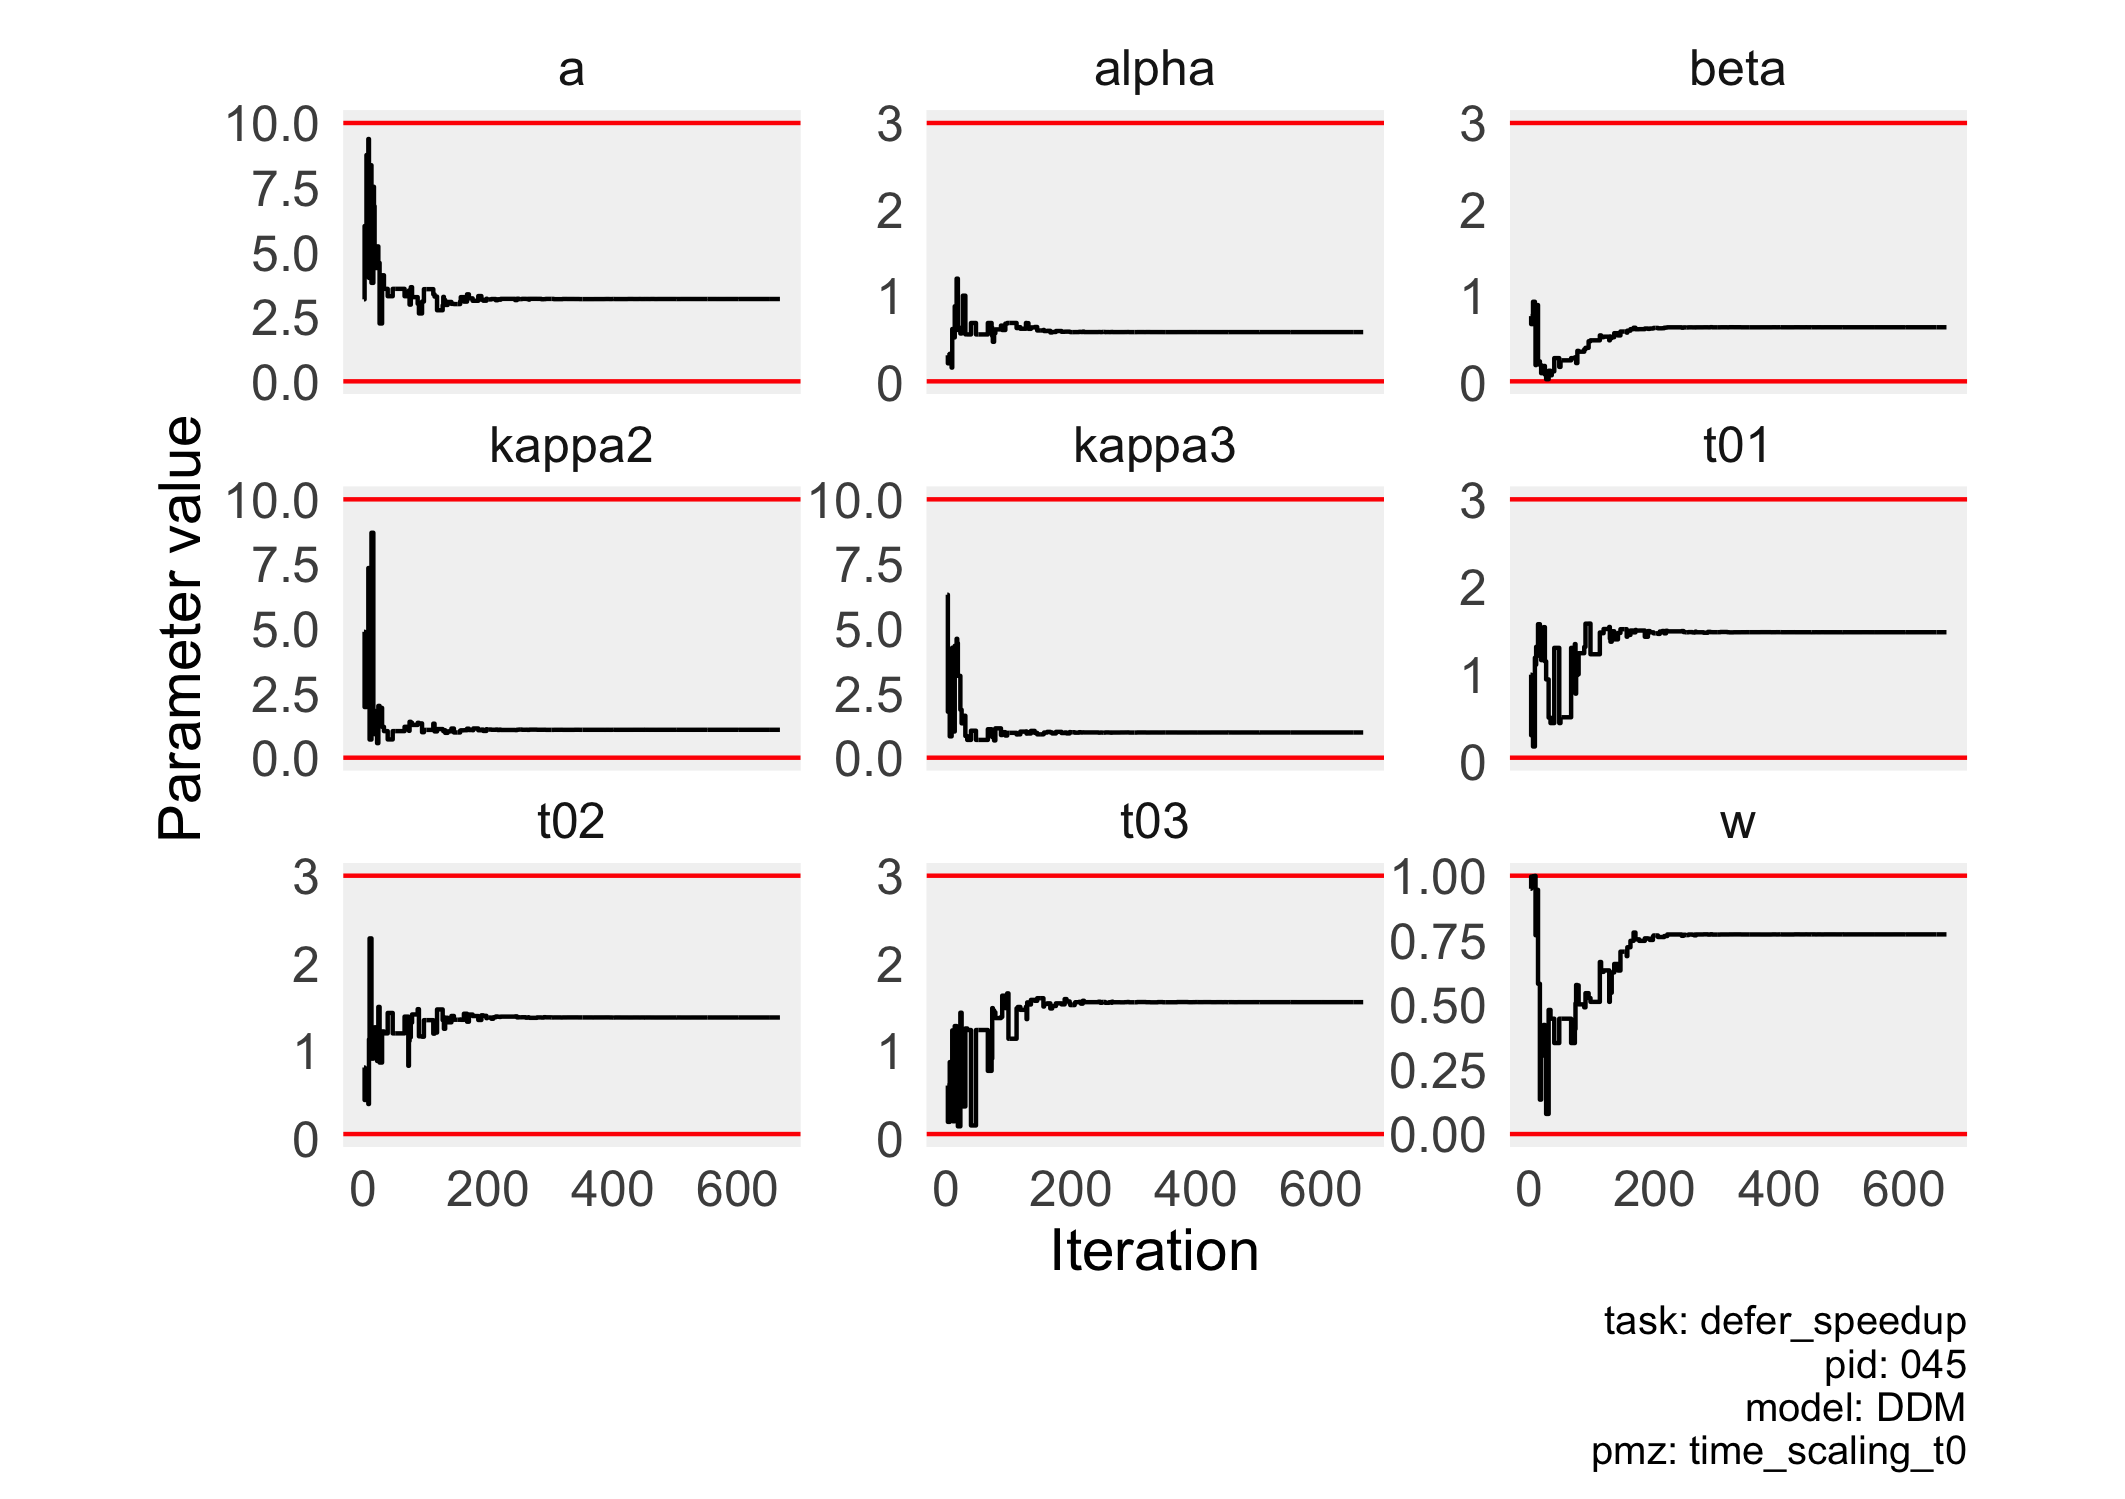 a alpha beta
10.0 7.5 5.0 2.5 0.0
3 2 1 0
3 2 1 0
kappa2 kappa3 t01
10.0 7.5 5.0 2.5 0.0
10.0 7.5 5.0 2.5 0.0
3 2 1 0
t02 t03 w
3 2 1 0
3 2 1 0
1.00 0.75 0.50 0.25 0.00
0 200 400 600
0 200 400 600
0 200 400 600
Parameter value
Iteration
task: defer_speedup
pid: 045
model: DDM
pmz: time_scaling_t0